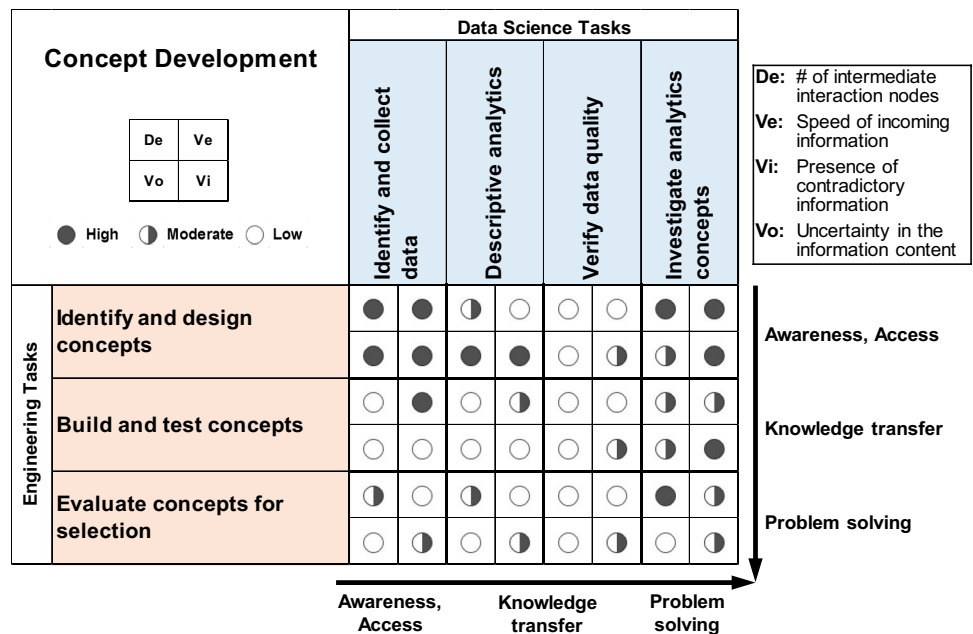 Concept Development
De Ve
Vo Vi
High Moderate Low
Data Science Tasks
Identify and collect
data
Descriptive analytics
Verify data quality
Investigate analytics
concepts
De: # of intermediate
interaction nodes
Ve: Speed of incoming
information
Vi: Presence of
contradictory
information
Vo: Uncertainty in the
information content
Engineering Tasks
Identify and design
concepts
Build and test concepts
Evaluate concepts for
selection
Awareness, Access
Knowledge transfer
Problem solving
Awareness,
Access
Knowledge
transfer
Problem
solving